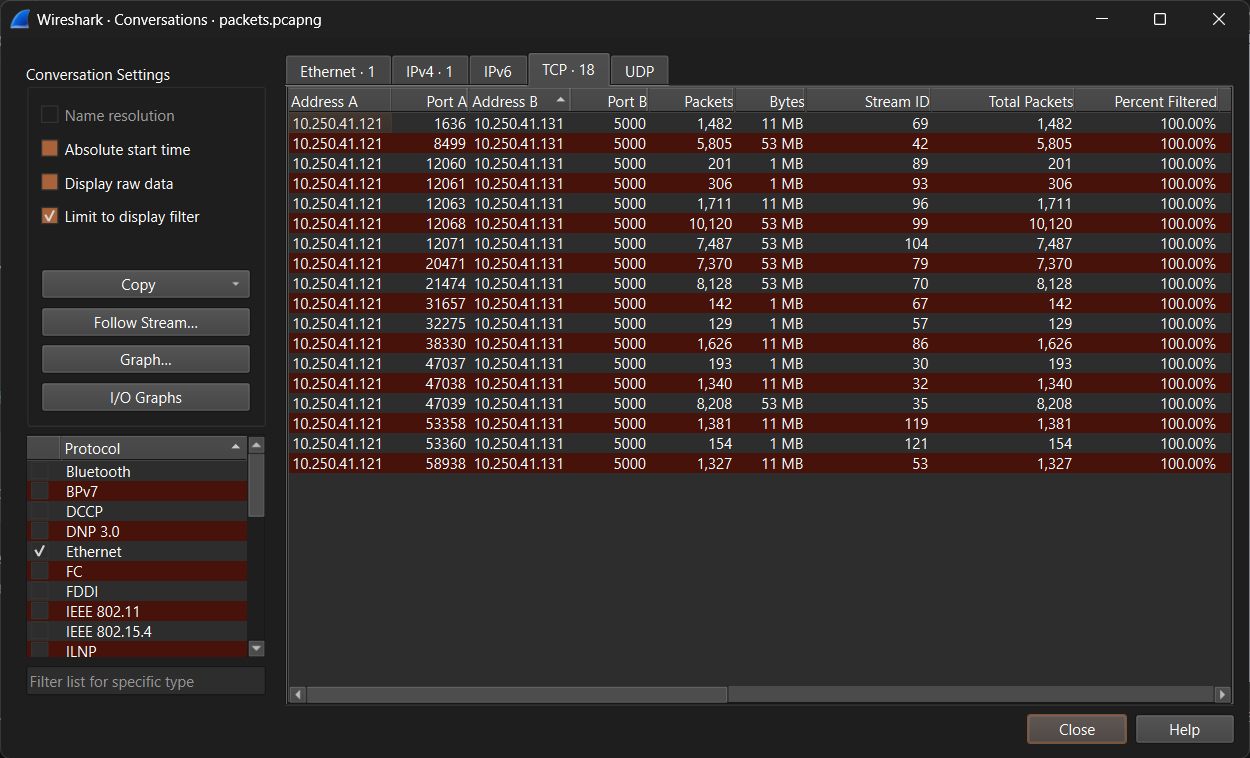 Wireshark · Conversations · packets.pcapng
Conversation Settings
Name resolution
Absolute start time
Display raw data
Limit to display filter
Copy
Follow Stream...
Graph...
I/O Graphs
Protocol
Bluetooth
BPv7
DCCP
DNP 3.0
Ethernet
FC
FDDI
IEEE 802.11
IEEE 802.15.4
ILNP
Filter list for specific type
Ethernet · 1 IPv4 · 1 IPv6 TCP · 18 UDP
Address A Port A Address B Port B Packets Bytes Stream ID Total Packets Percent Filtered
10.250.41.121 1636 10.250.41.131 5000 1,482 11 MB 69 1,482 100.00%
10.250.41.121 8499 10.250.41.131 5000 5,805 53 MB 42 5,805 100.00%
10.250.41.121 12060 10.250.41.131 5000 201 1 MB 89 201 100.00%
10.250.41.121 12061 10.250.41.131 5000 306 1 MB 93 306 100.00%
10.250.41.121 12063 10.250.41.131 5000 1,711 11 MB 96 1,711 100.00%
10.250.41.121 12068 10.250.41.131 5000 10,120 53 MB 99 10,120 100.00%
10.250.41.121 12071 10.250.41.131 5000 7,487 53 MB 104 7,487 100.00%
10.250.41.121 20471 10.250.41.131 5000 7,370 53 MB 79 7,370 100.00%
10.250.41.121 21474 10.250.41.131 5000 8,128 53 MB 70 8,128 100.00%
10.250.41.121 31657 10.250.41.131 5000 142 1 MB 67 142 100.00%
10.250.41.121 32275 10.250.41.131 5000 129 1 MB 57 129 100.00%
10.250.41.121 38330 10.250.41.131 5000 1,626 11 MB 86 1,626 100.00%
10.250.41.121 47037 10.250.41.131 5000 193 1 MB 30 193 100.00%
10.250.41.121 47038 10.250.41.131 5000 1,340 11 MB 32 1,340 100.00%
10.250.41.121 47039 10.250.41.131 5000 8,208 53 MB 35 8,208 100.00%
10.250.41.121 53358 10.250.41.131 5000 1,381 11 MB 119 1,381 100.00%
10.250.41.121 53360 10.250.41.131 5000 154 1 MB 121 154 100.00%
10.250.41.121 58938 10.250.41.131 5000 1,327 11 MB 53 1,327 100.00%
Close Help